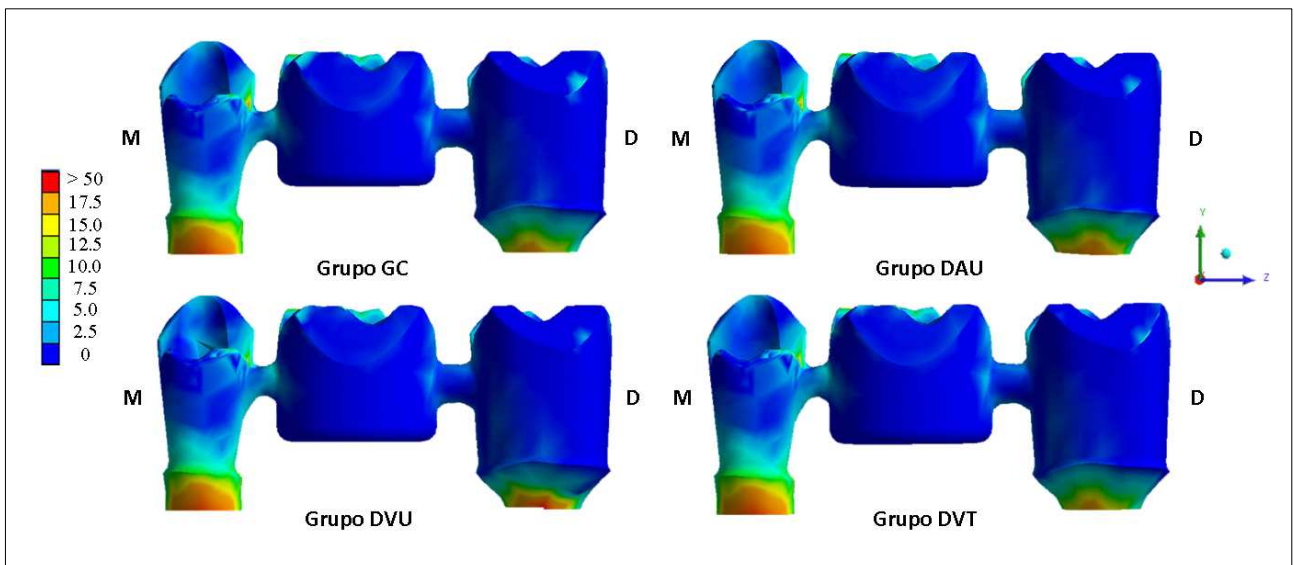 M
D
M
D
> 50
17.5
15.0
12.5
10.0
7.5
5.0
2.5
0
Y
Z
Grupo GC
Grupo DAU
M
D
M
D
Grupo DVU
Grupo DVT